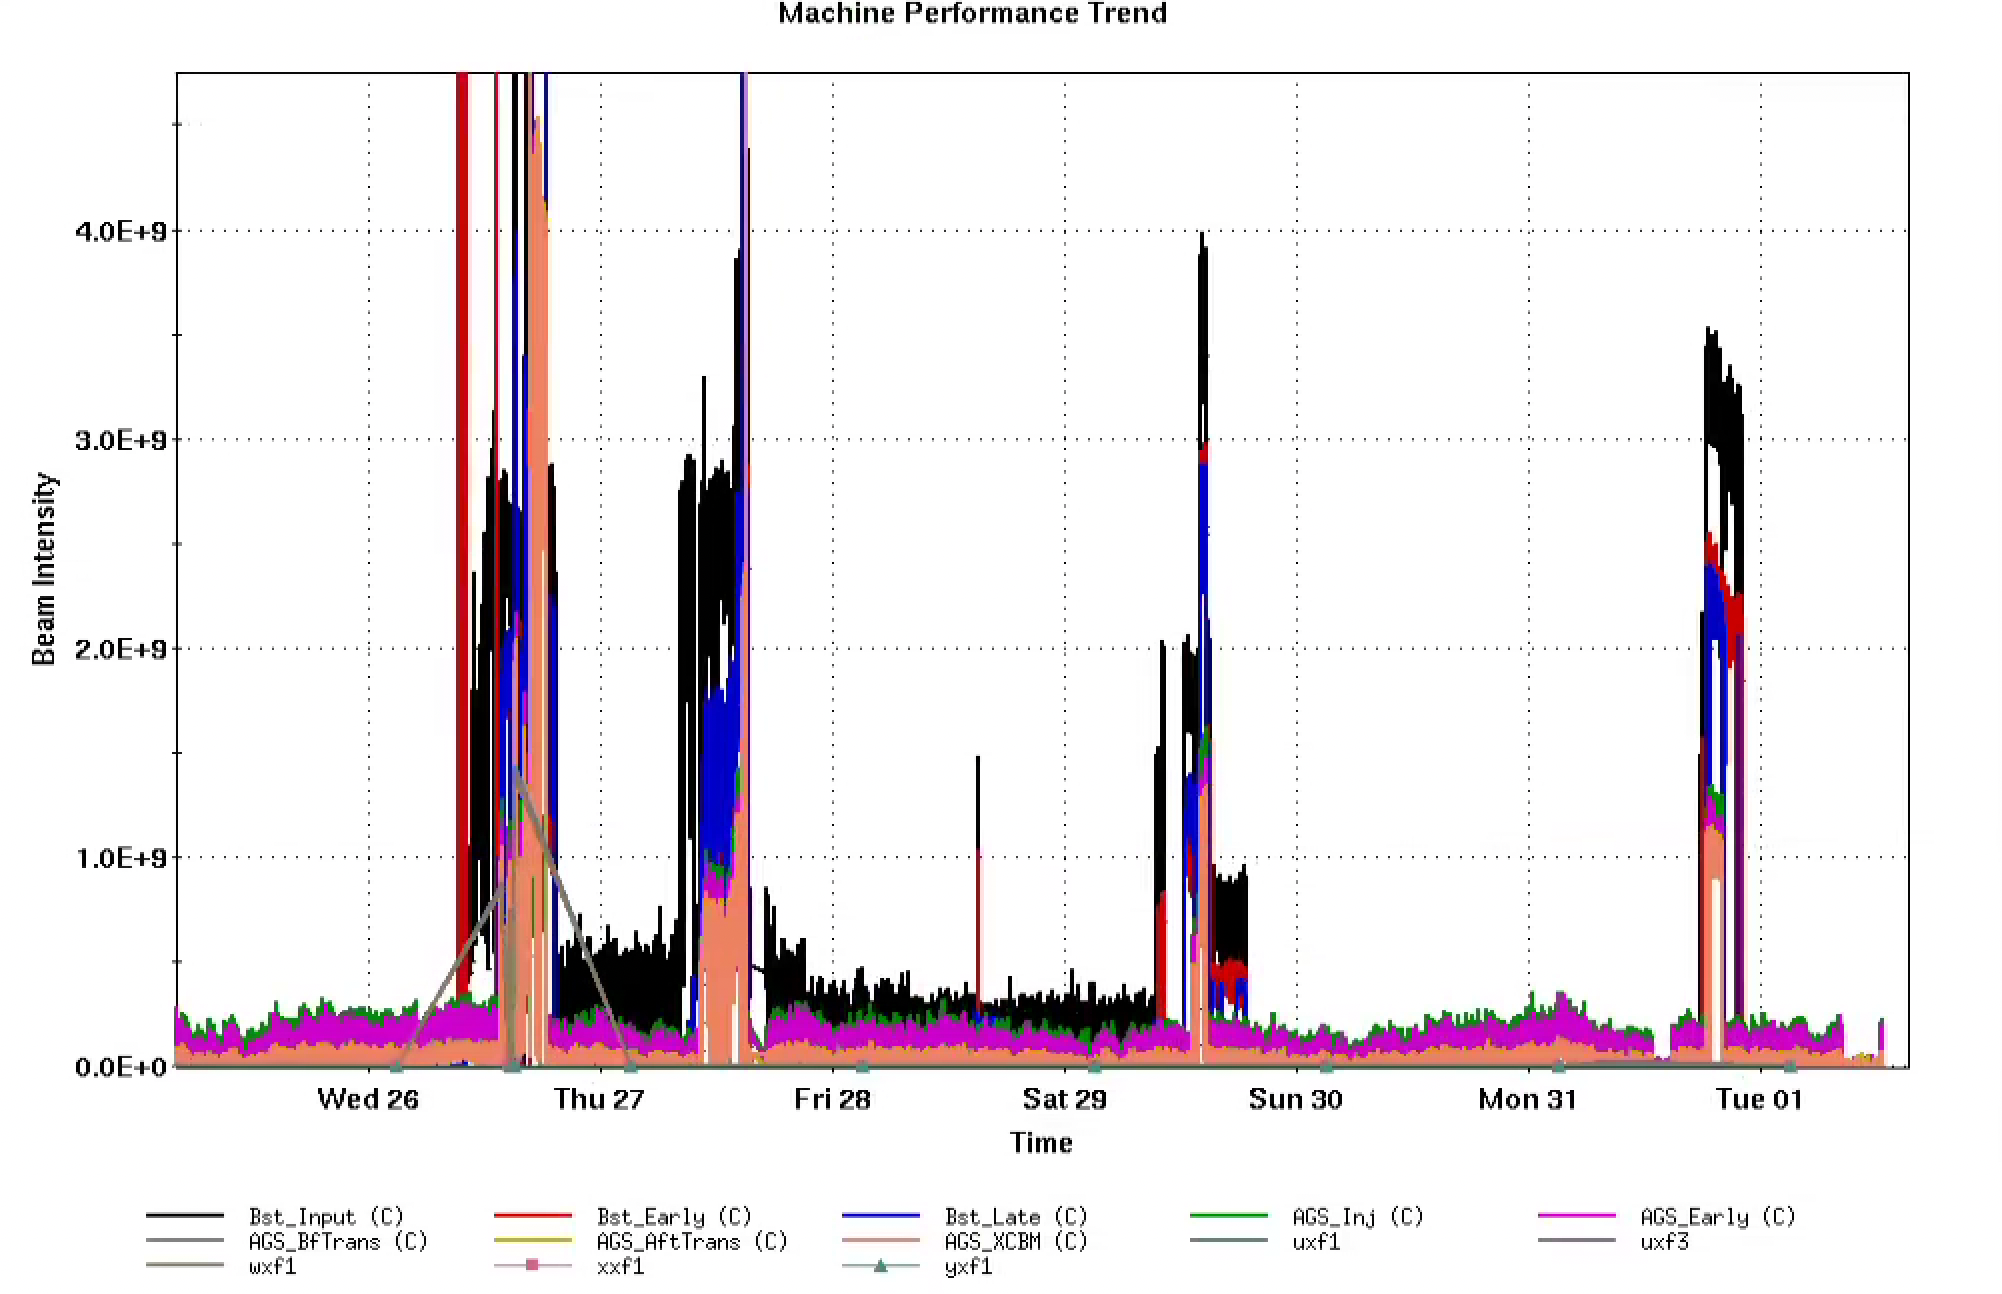 Machine Performance Trend
4.0E+9
3.0E+9
2.0E+9
1.0E+9
0.0E+0
Beam Intensity
Wed 26 Thu 27 Fri 28 Sat 29 Sun 30 Mon 31 Tue 01
Time
Bst_Input (C) Bst_Early (C) Bst_Late (C) AGS_Inj (C) AGS_Early (C)
AGS_BfTrans (C) AGS_AftTrans (C) AGS_XCBM (C) uxf1 uxf3
wxf1 xxf1 yxf1